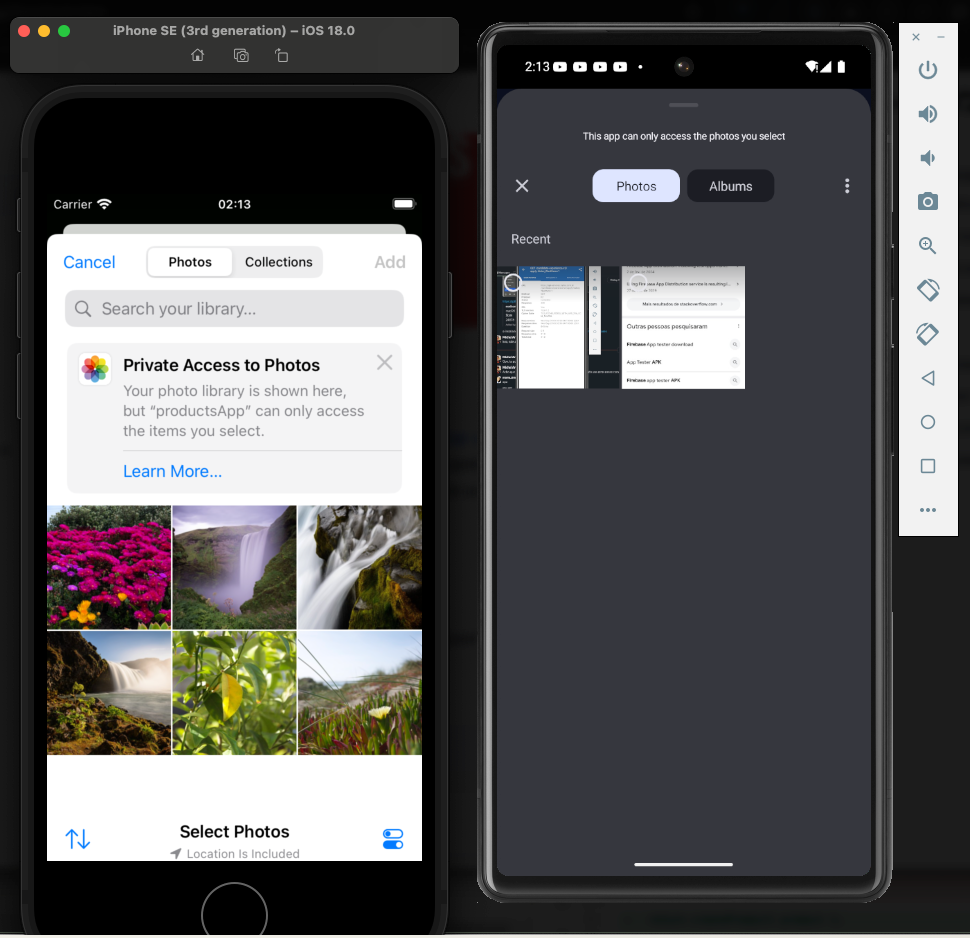 iPhone SE (3rd generation) – iOS 18.0
Carrier
02:13
Cancel
Photos
Collections
Add
Search your library...
Private Access to Photos
Your photo library is shown here,
but “productsApp” can only access
the items you select.
Learn More...
Select Photos
Location Is Included
2:13
This app can only access the photos you select
Photos
Albums
Recent
Mais resultados de stackoverflow.com
Outras pessoas pesquisaram
Firebase App tester download
App Tester APK
Firebase app tester APK